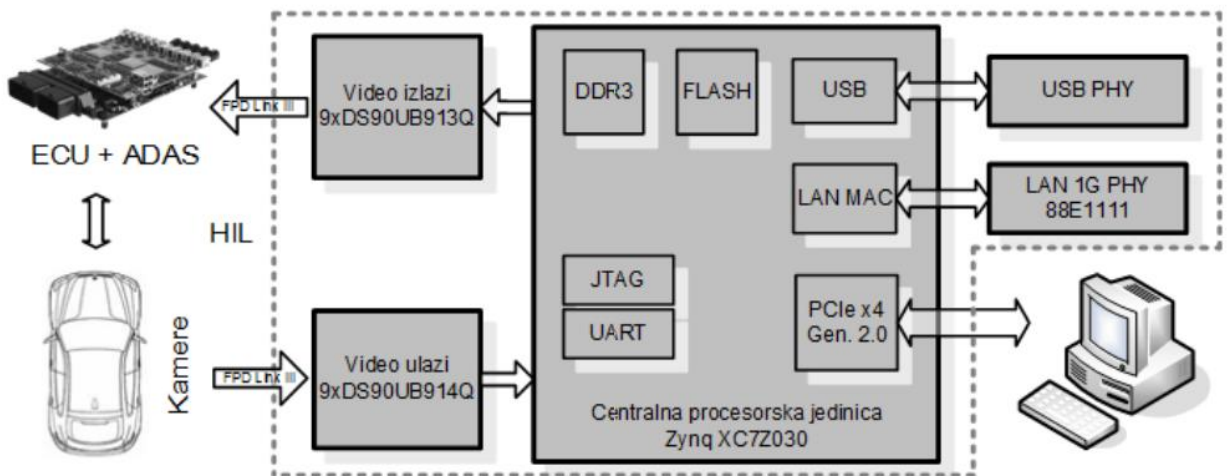 ECU + ADAS
FPD Link III
Video izlazi
9xDS90UB913Q
DDR3
FLASH
USB
USB PHY
LAN MAC
LAN 1G PHY
88E1111
HIL
JTAG
UART
PCIe x4
Gen. 2.0
Kamere
FPD Link III
Video ulazi
9xDS90UB914Q
Centralna procesorska jedinica
Zynq XC7Z030